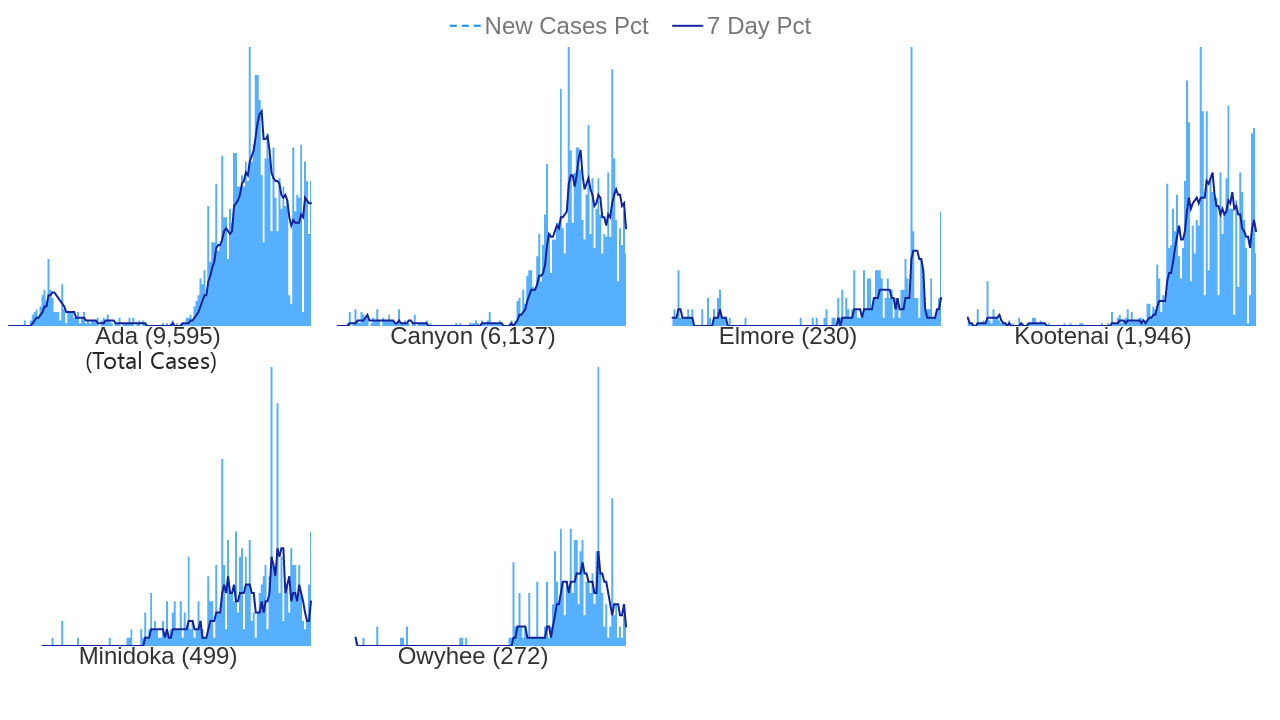 New Cases Pct 7 Day Pct
Ada (9,595)
(Total Cases)
Canyon (6,137)
Elmore (230)
Kootenai (1,946)
Minidoka (499)
Owyhee (272)